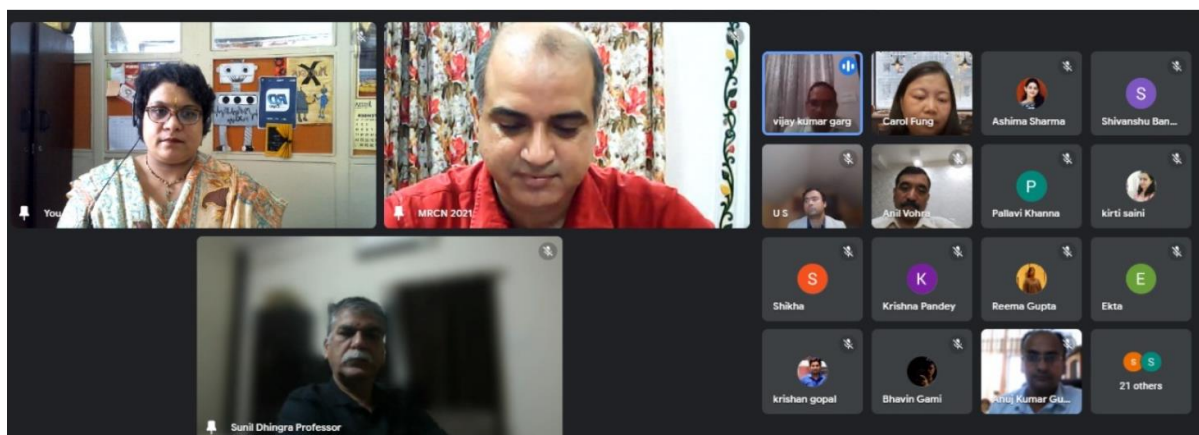 You
MRCN 2021
vijay kumar garg
Carol Fung
Ashima Sharma
S
Shivanshu Ban...
U S
Anil Vohra
P
Pallavi Khanna
kirti saini
S
Shikha
K
Krishna Pandey
Reema Gupta
E
Ekta
krishan gopal
Bhavin Gami
Anuj Kumar Gu...
S S
21 others
Sunil Dhingra Professor